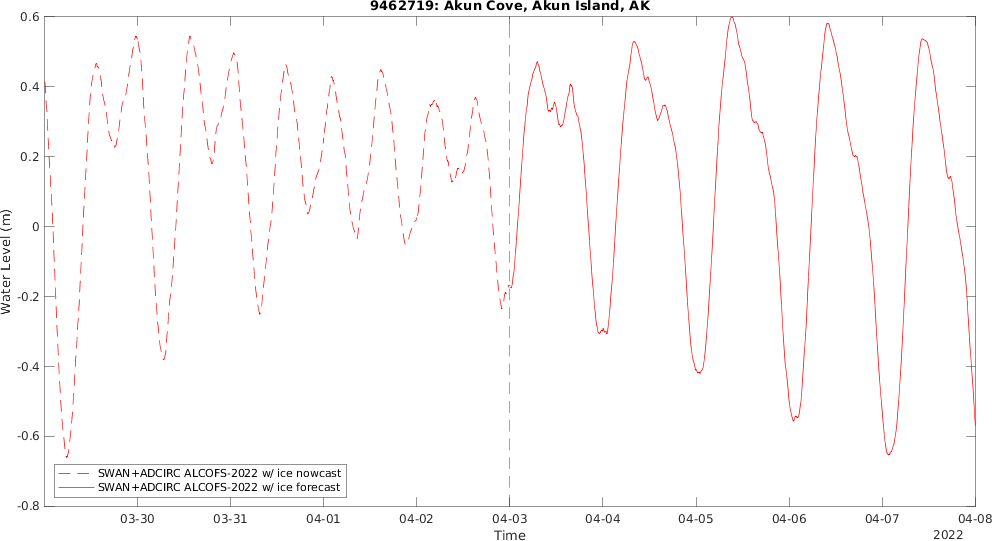 9462719: Akun Cove, Akun Island, AK
Water Level (m)
0.6
0.4
0.2
0
-0.2
-0.4
-0.6
-0.8
SWAN+ADCIRC ALCOFS-2022 w/ ice nowcast
SWAN+ADCIRC ALCOFS-2022 w/ ice forecast
03-30 03-31 04-01 04-02 04-03 04-04 04-05 04-06 04-07 04-08
Time
2022